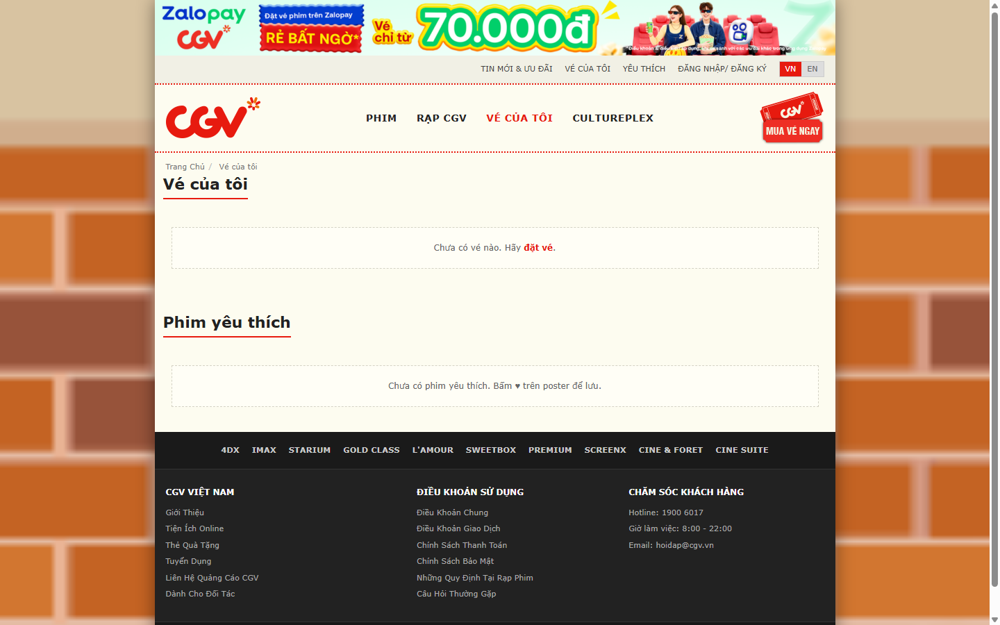 Zalopay
CGV*
Đặt vé phim trên Zalopay
RẺ BẤT NGỜ*
Vé chỉ từ
70.000đ
TIN MỚI & ƯU ĐÃI VÉ CỦA TÔI YÊU THÍCH ĐĂNG NHẬP/ ĐĂNG KÝ VN EN
CGV*
PHIM RẠP CGV VÉ CỦA TÔI CULTUREPLEX
CGV*
MUA VÉ NGAY
Trang Chủ / Vé của tôi
Vé của tôi
Chưa có vé nào. Hãy đặt vé.
Phim yêu thích
Chưa có phim yêu thích. Bấm ♥ trên poster để lưu.
4DX IMAX STARIUM GOLD CLASS L'AMOUR SWEETBOX PREMIUM SCREENX CINE & FORET CINE SUITE
CGV VIỆT NAM
Giới Thiệu
Tiện Ích Online
Thẻ Quà Tặng
Tuyển Dụng
Liên Hệ Quảng Cáo CGV
Dành Cho Đối Tác
ĐIỀU KHOẢN SỬ DỤNG
Điều Khoản Chung
Điều Khoản Giao Dịch
Chính Sách Thanh Toán
Chính Sách Bảo Mật
Những Quy Định Tại Rạp Phim
Câu Hỏi Thường Gặp
CHĂM SÓC KHÁCH HÀNG
Hotline: 1900 6017
Giờ làm việc: 8:00 - 22:00
Email: hoidap@cgv.vn